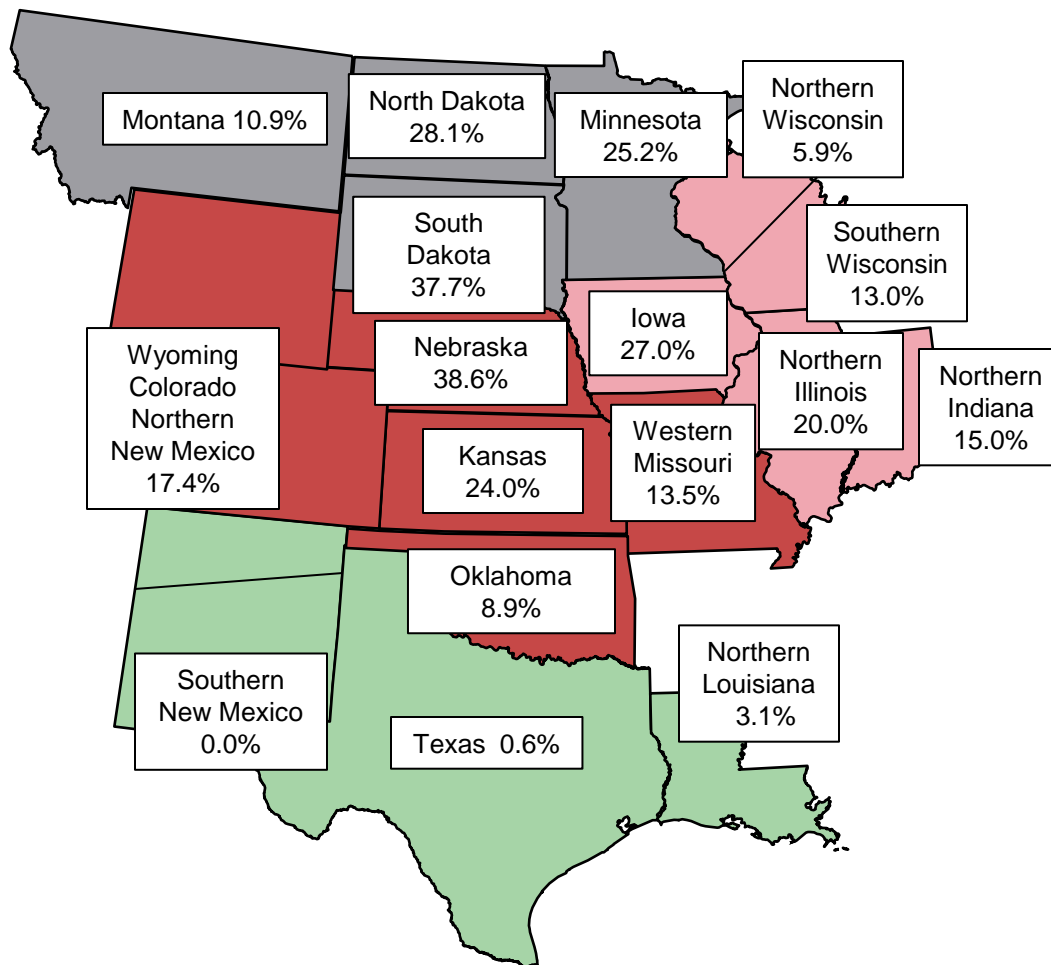 Montana 10.9%
North Dakota
28.1%
Minnesota
25.2%
Northern
Wisconsin
5.9%
South
Dakota
37.7%
Southern
Wisconsin
13.0%
Wyoming
Colorado
Northern
New Mexico
17.4%
Nebraska
38.6%
Iowa
27.0%
Northern
Illinois
20.0%
Northern
Indiana
15.0%
Kansas
24.0%
Western
Missouri
13.5%
Oklahoma
8.9%
Southern
New Mexico
0.0%
Texas  0.6%
Northern
Louisiana
3.1%